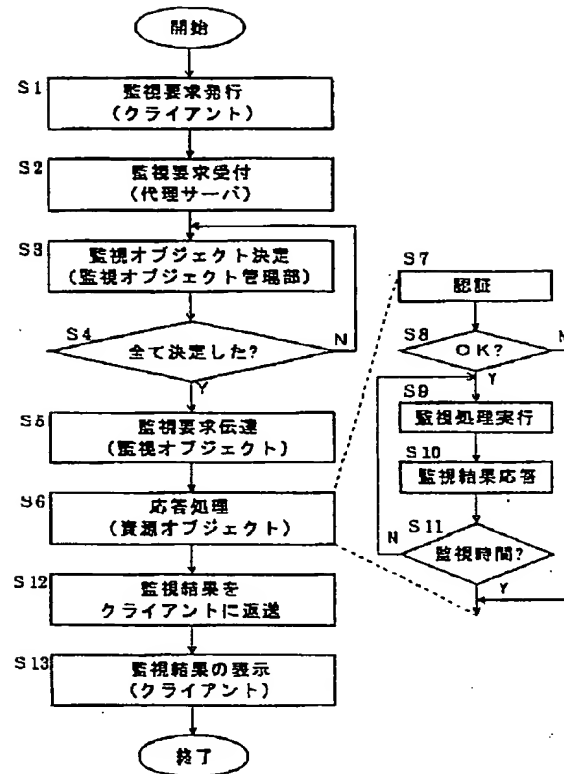 開始
S1
監視要求発行
(クライアント)
S2
監視要求受付
(代理サーバ)
S3
監視オブジェクト決定
(監視オブジェクト管理部)
S4
全て決定した?
N
Y
S5
監視要求伝達
(監視オブジェクト)
S6
応答処理
(資源オブジェクト)
S7
認証
S8
OK?
N
Y
S9
監視処理実行
S10
監視結果応答
S11
監視時間?
N
Y
S12
監視結果を
クライアントに返送
S13
監視結果の表示
(クライアント)
終了